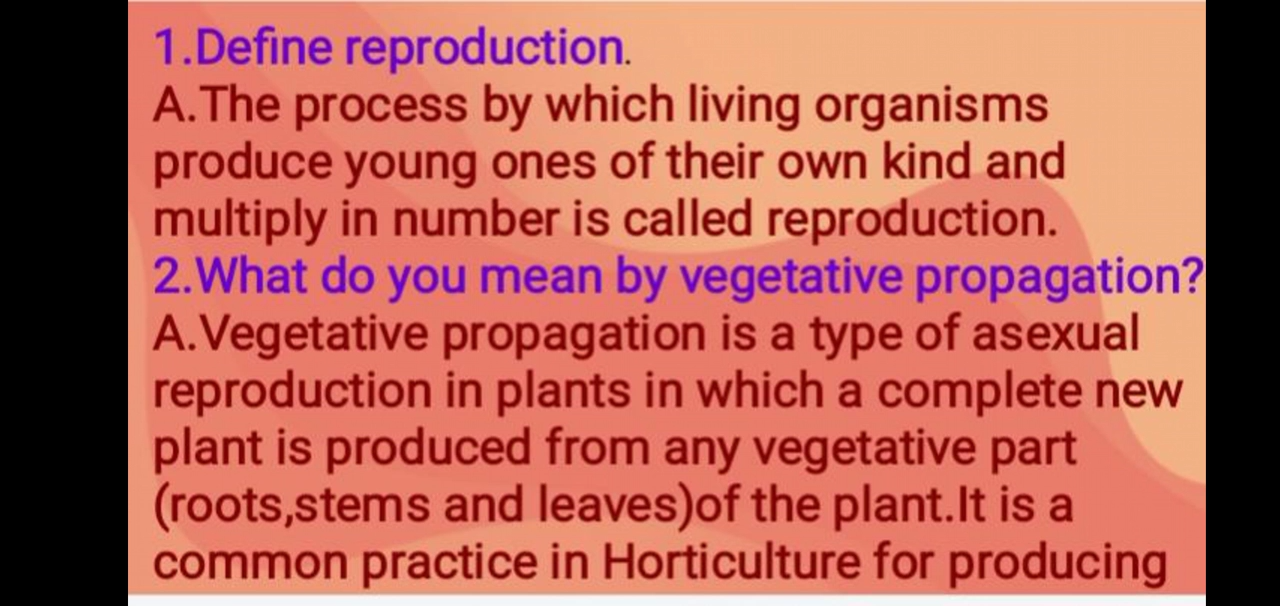 1.Define reproduction.
A.The process by which living organisms
produce young ones of their own kind and
multiply in number is called reproduction.
2.What do you mean by vegetative propagation?
A.Vegetative propagation is a type of asexual
reproduction in plants in which a complete new
plant is produced from any vegetative part
(roots,stems and leaves)of the plant.It is a
common practice in Horticulture for producing